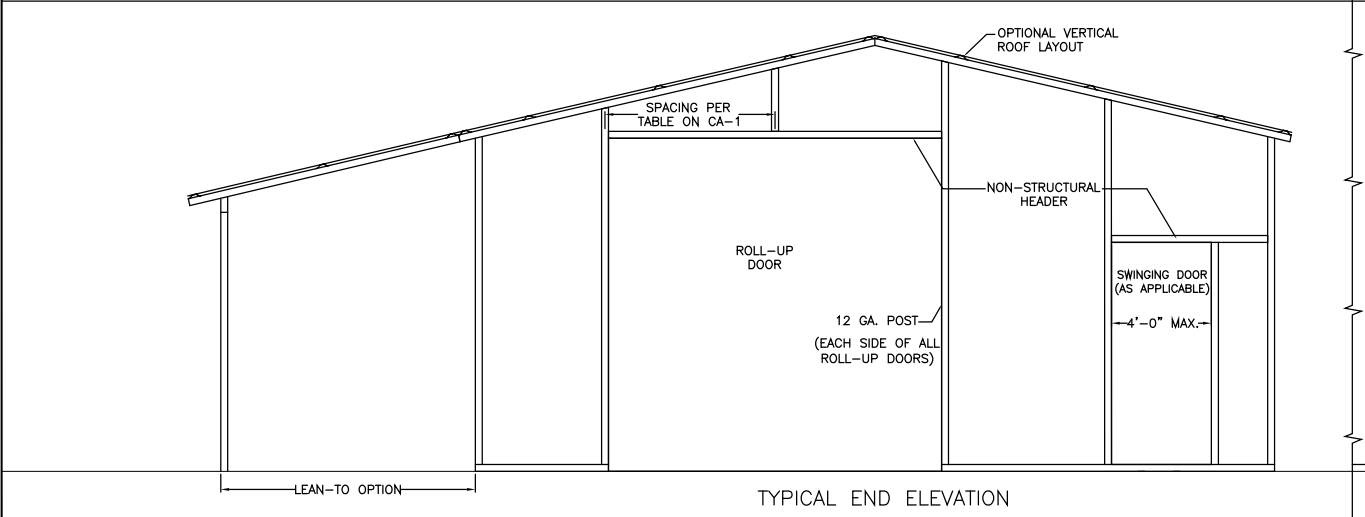 OPTIONAL VERTICAL
ROOF LAYOUT
SPACING PER
TABLE ON CA-1
NON-STRUCTURAL
HEADER
ROLL-UP
DOOR
SWINGING DOOR
(AS APPLICABLE)
4'-0" MAX.
12 GA. POST
(EACH SIDE OF ALL
ROLL-UP DOORS)
LEAN-TO OPTION
TYPICAL END ELEVATION